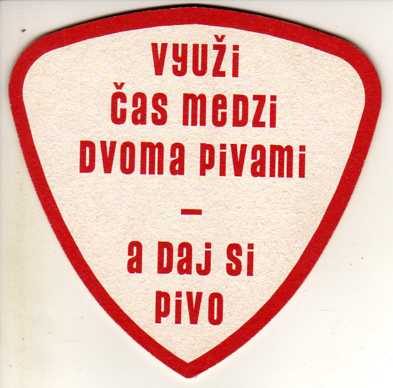 využi
čas medzi
dvoma pivami
–
a daj si
pivo